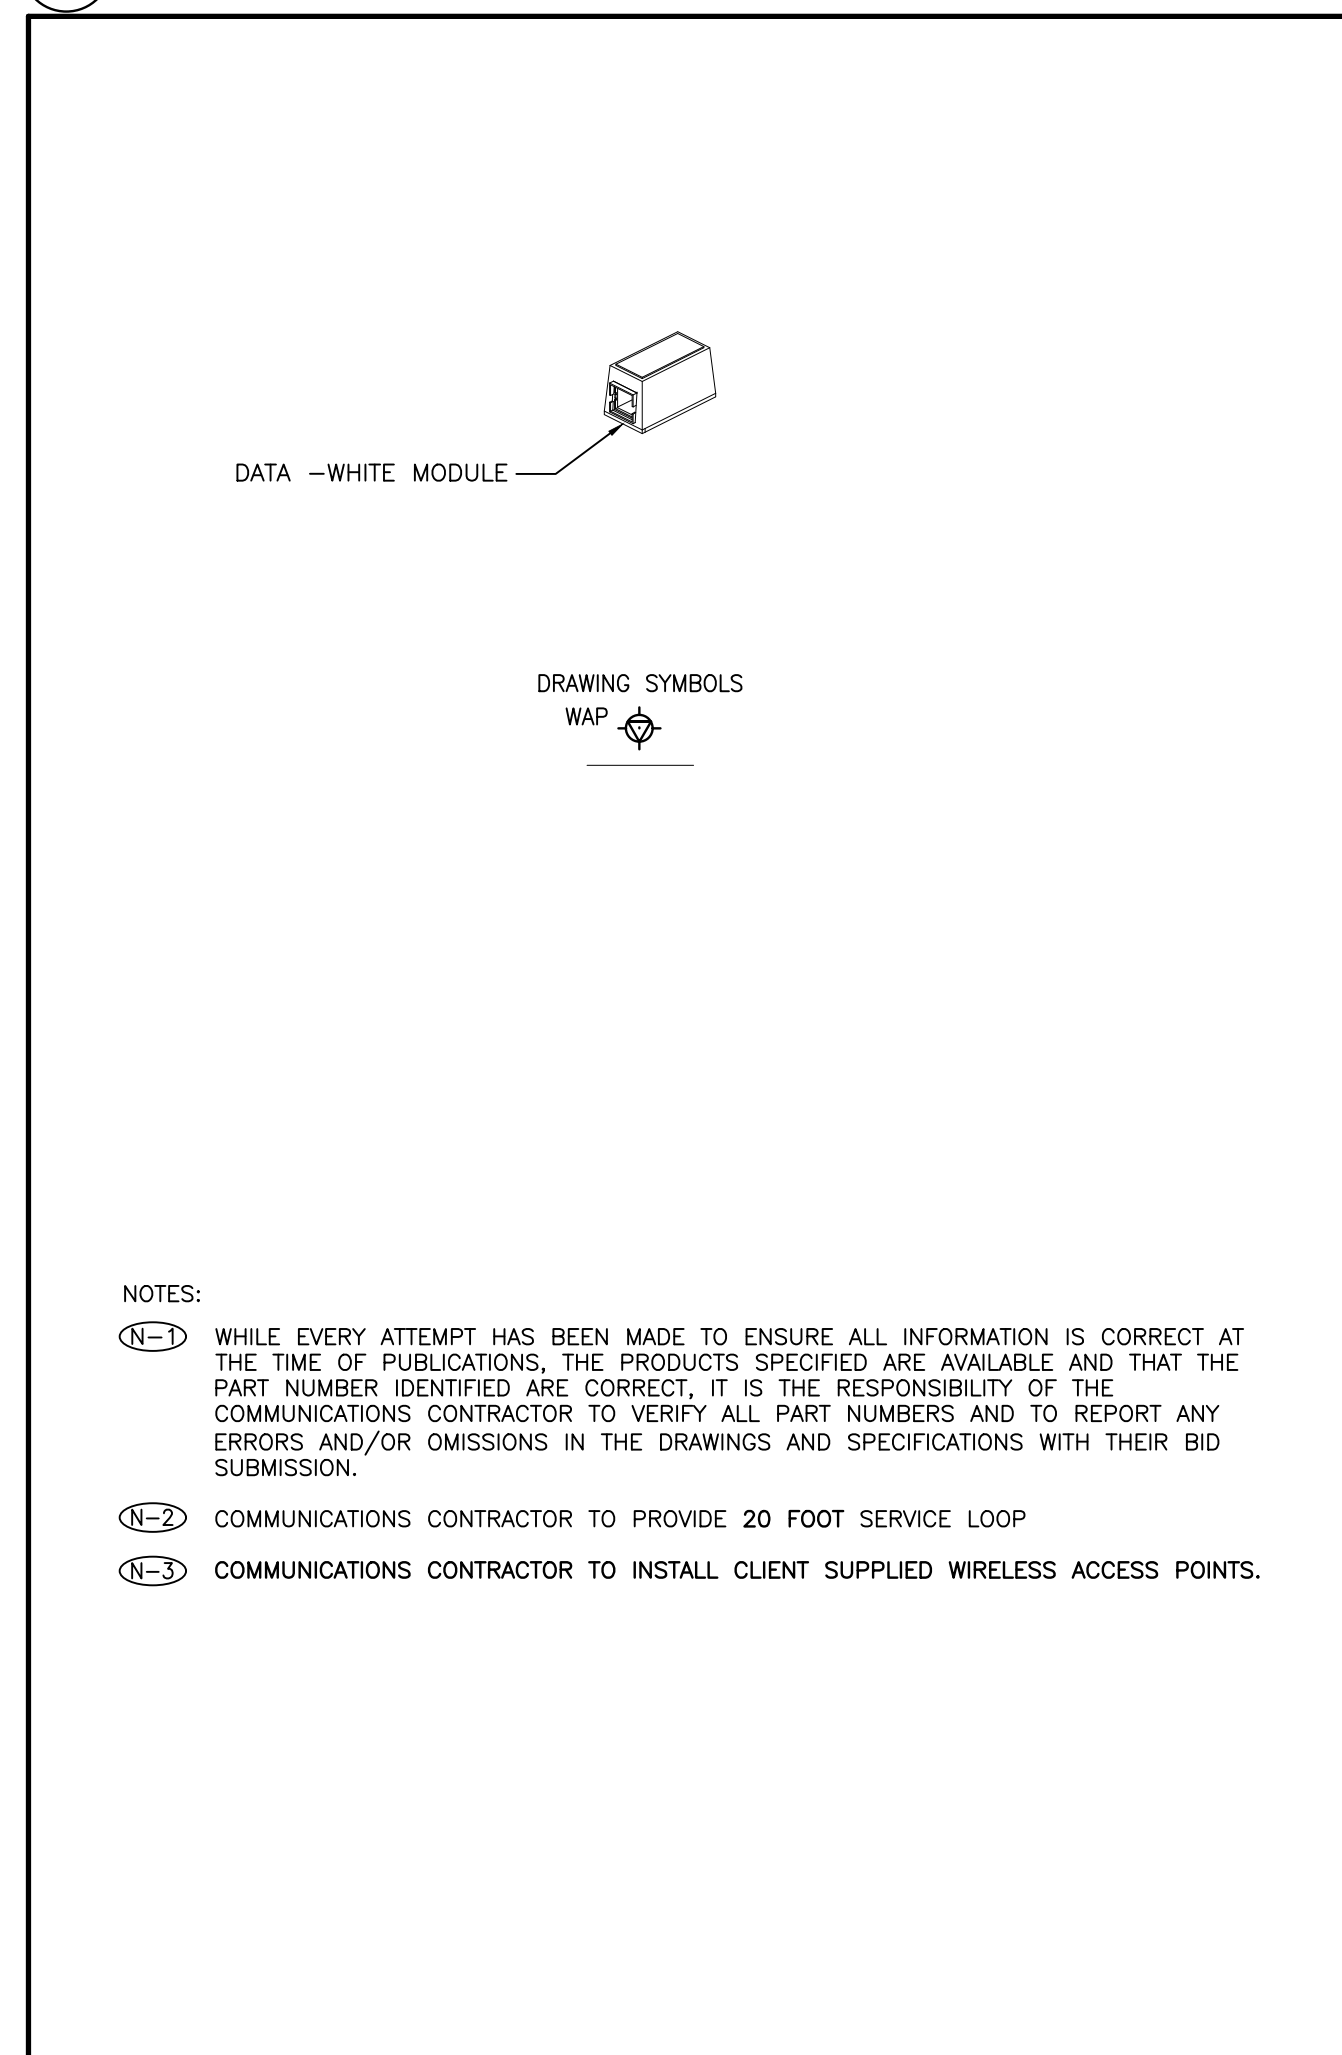 DATA -WHITE MODULE
DRAWING SYMBOLS
WAP
NOTES:
N-1 WHILE EVERY ATTEMPT HAS BEEN MADE TO ENSURE ALL INFORMATION IS CORRECT AT
THE TIME OF PUBLICATIONS, THE PRODUCTS SPECIFIED ARE AVAILABLE AND THAT THE
PART NUMBER IDENTIFIED ARE CORRECT, IT IS THE RESPONSIBILITY OF THE
COMMUNICATIONS CONTRACTOR TO VERIFY ALL PART NUMBERS AND TO REPORT ANY
ERRORS AND/OR OMISSIONS IN THE DRAWINGS AND SPECIFICATIONS WITH THEIR BID
SUBMISSION.
N-2 COMMUNICATIONS CONTRACTOR TO PROVIDE 20 FOOT SERVICE LOOP
N-3 COMMUNICATIONS CONTRACTOR TO INSTALL CLIENT SUPPLIED WIRELESS ACCESS POINTS.